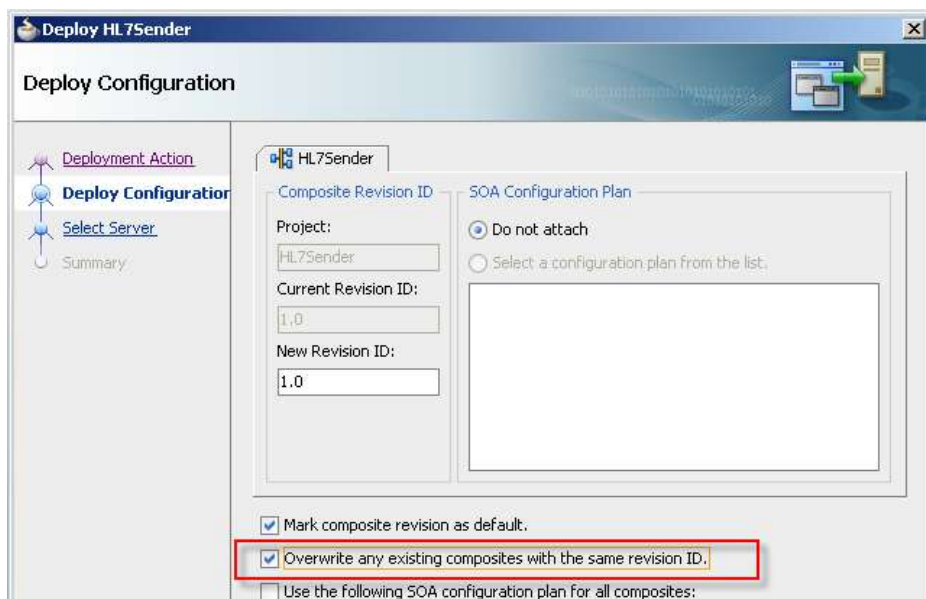 Deploy HL7Sender
Deploy Configuration
Deployment Action
Deploy Configuration
Select Server
Summary
HL7Sender
Composite Revision ID
Project:
HL7Sender
Current Revision ID:
1.0
New Revision ID:
1.0
SOA Configuration Plan
Do not attach
Select a configuration plan from the list.
Mark composite revision as default.
Overwrite any existing composites with the same revision ID.
Use the following SOA configuration plan for all composites: